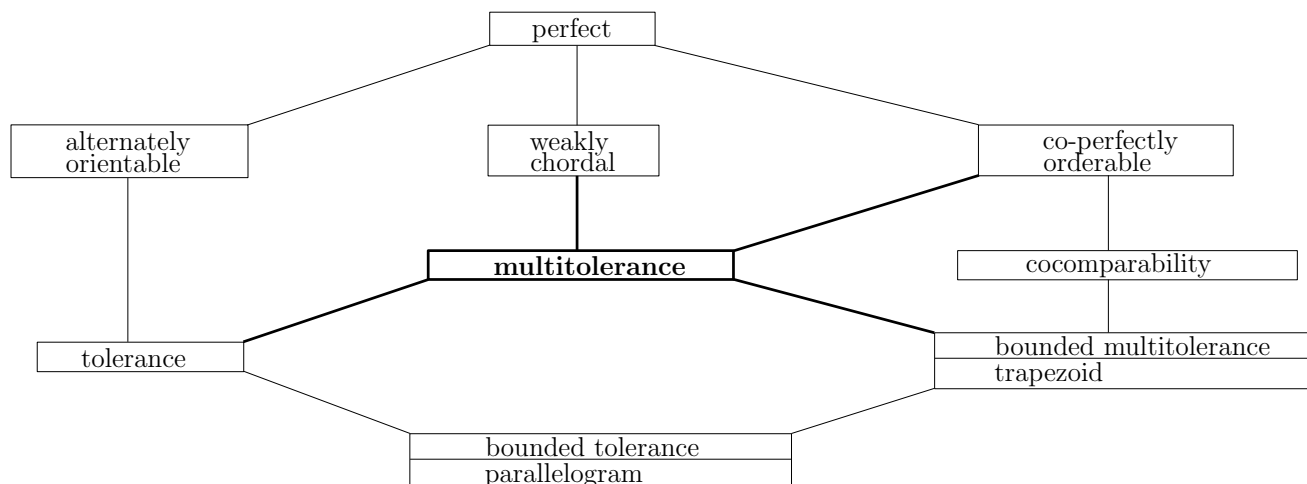 perfect
alternately
orientable
weakly
chordal
co-perfectly
orderable
multitolerance
cocomparability
tolerance
bounded multitolerance
trapezoid
bounded tolerance
parallelogram